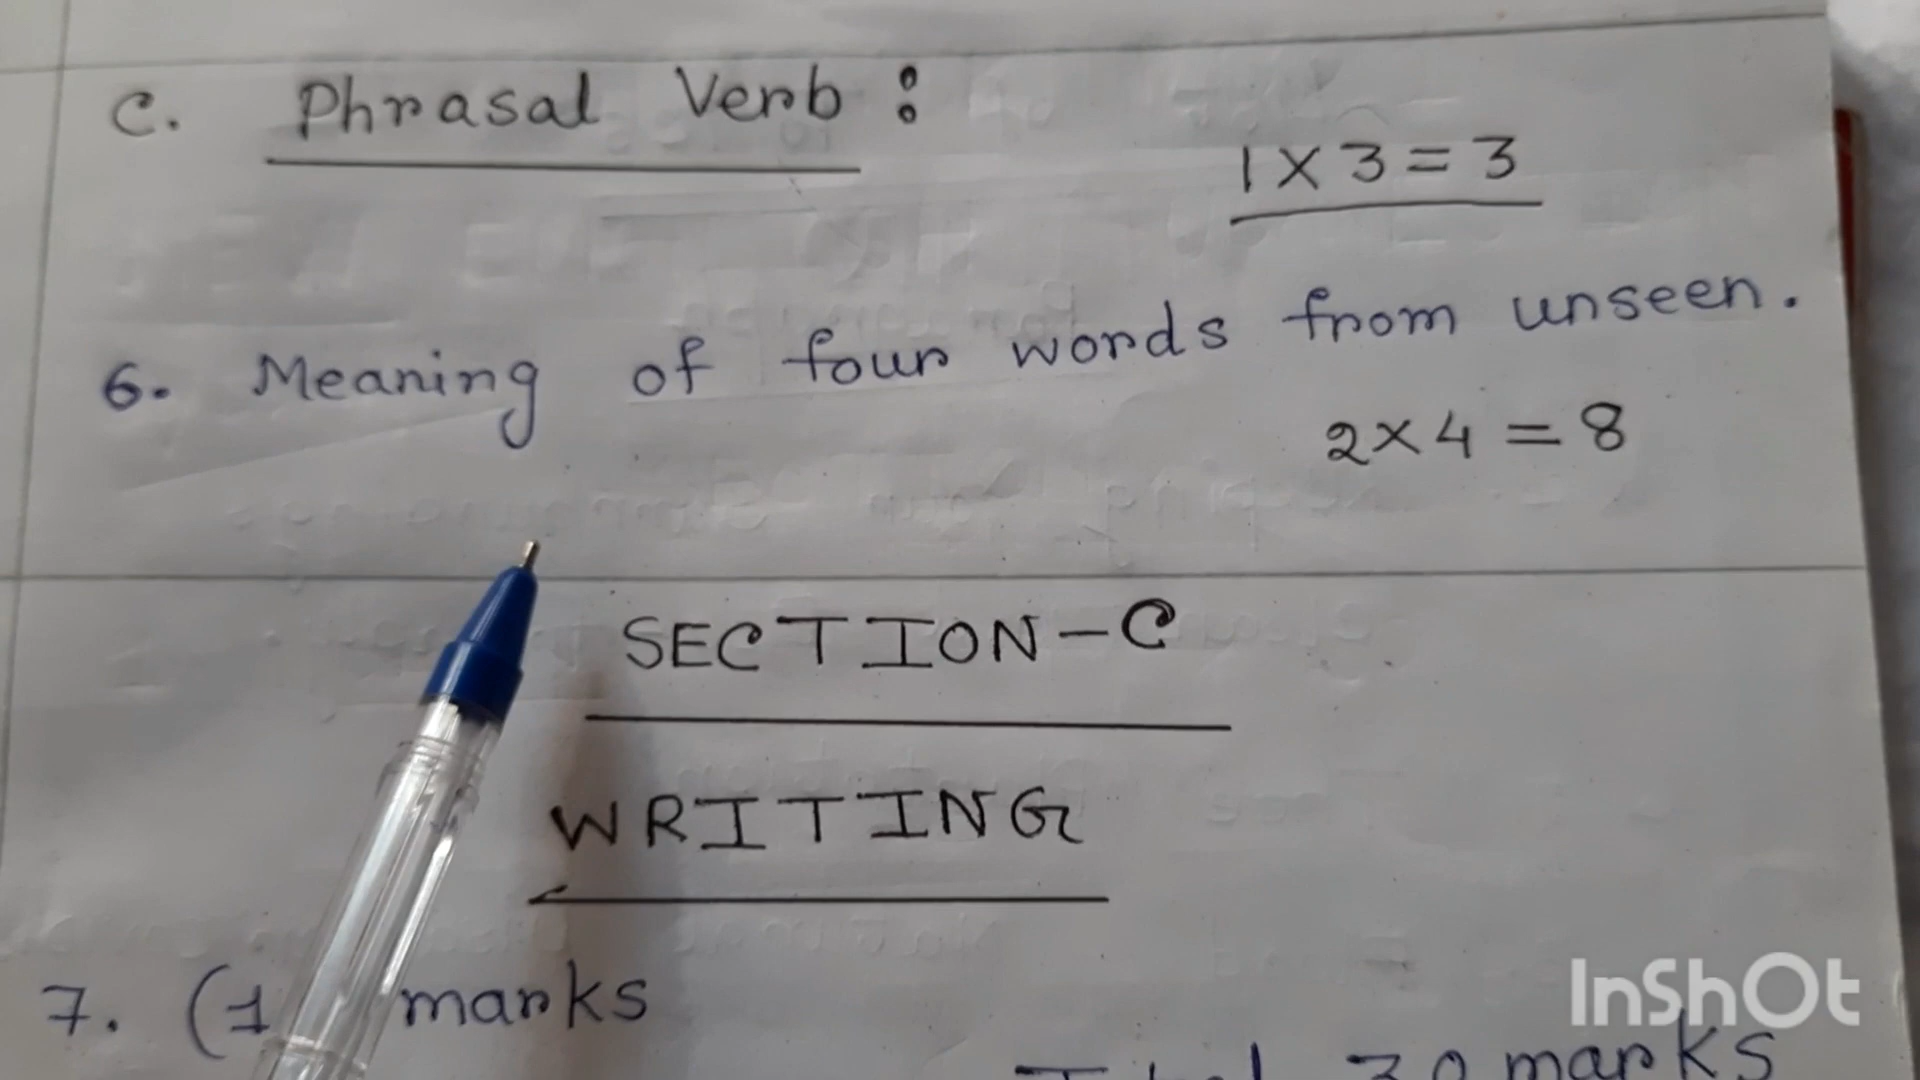 C. Phrasal Verb :
1 X 3 = 3
6. Meaning of four words from unseen.
2 x 4 = 8
SECTION-C
WRITING
7. (1 marks
30 marks
InShOt